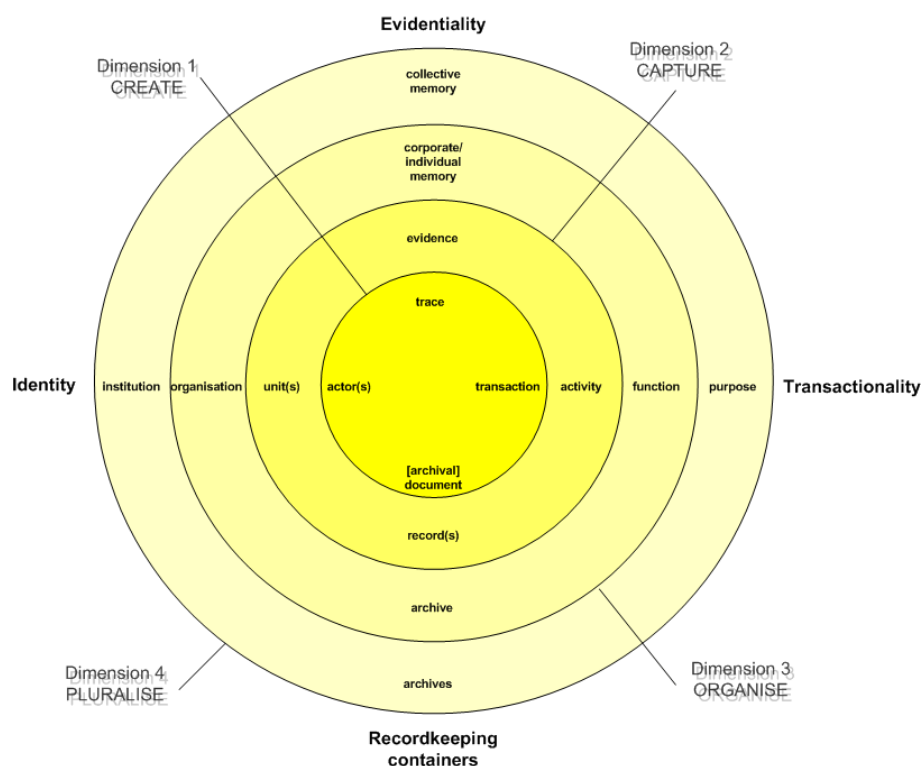 Evidentiality
Dimension 1
CREATE
Dimension 2
CAPTURE
collective
memory
corporate/
individual
memory
evidence
trace
Identity
institution
organisation
unit(s)
actor(s)
transaction
activity
function
purpose
Transactionality
[archival]
document
record(s)
archive
archives
Dimension 4
PLURALISE
Dimension 3
ORGANISE
Recordkeeping
containers